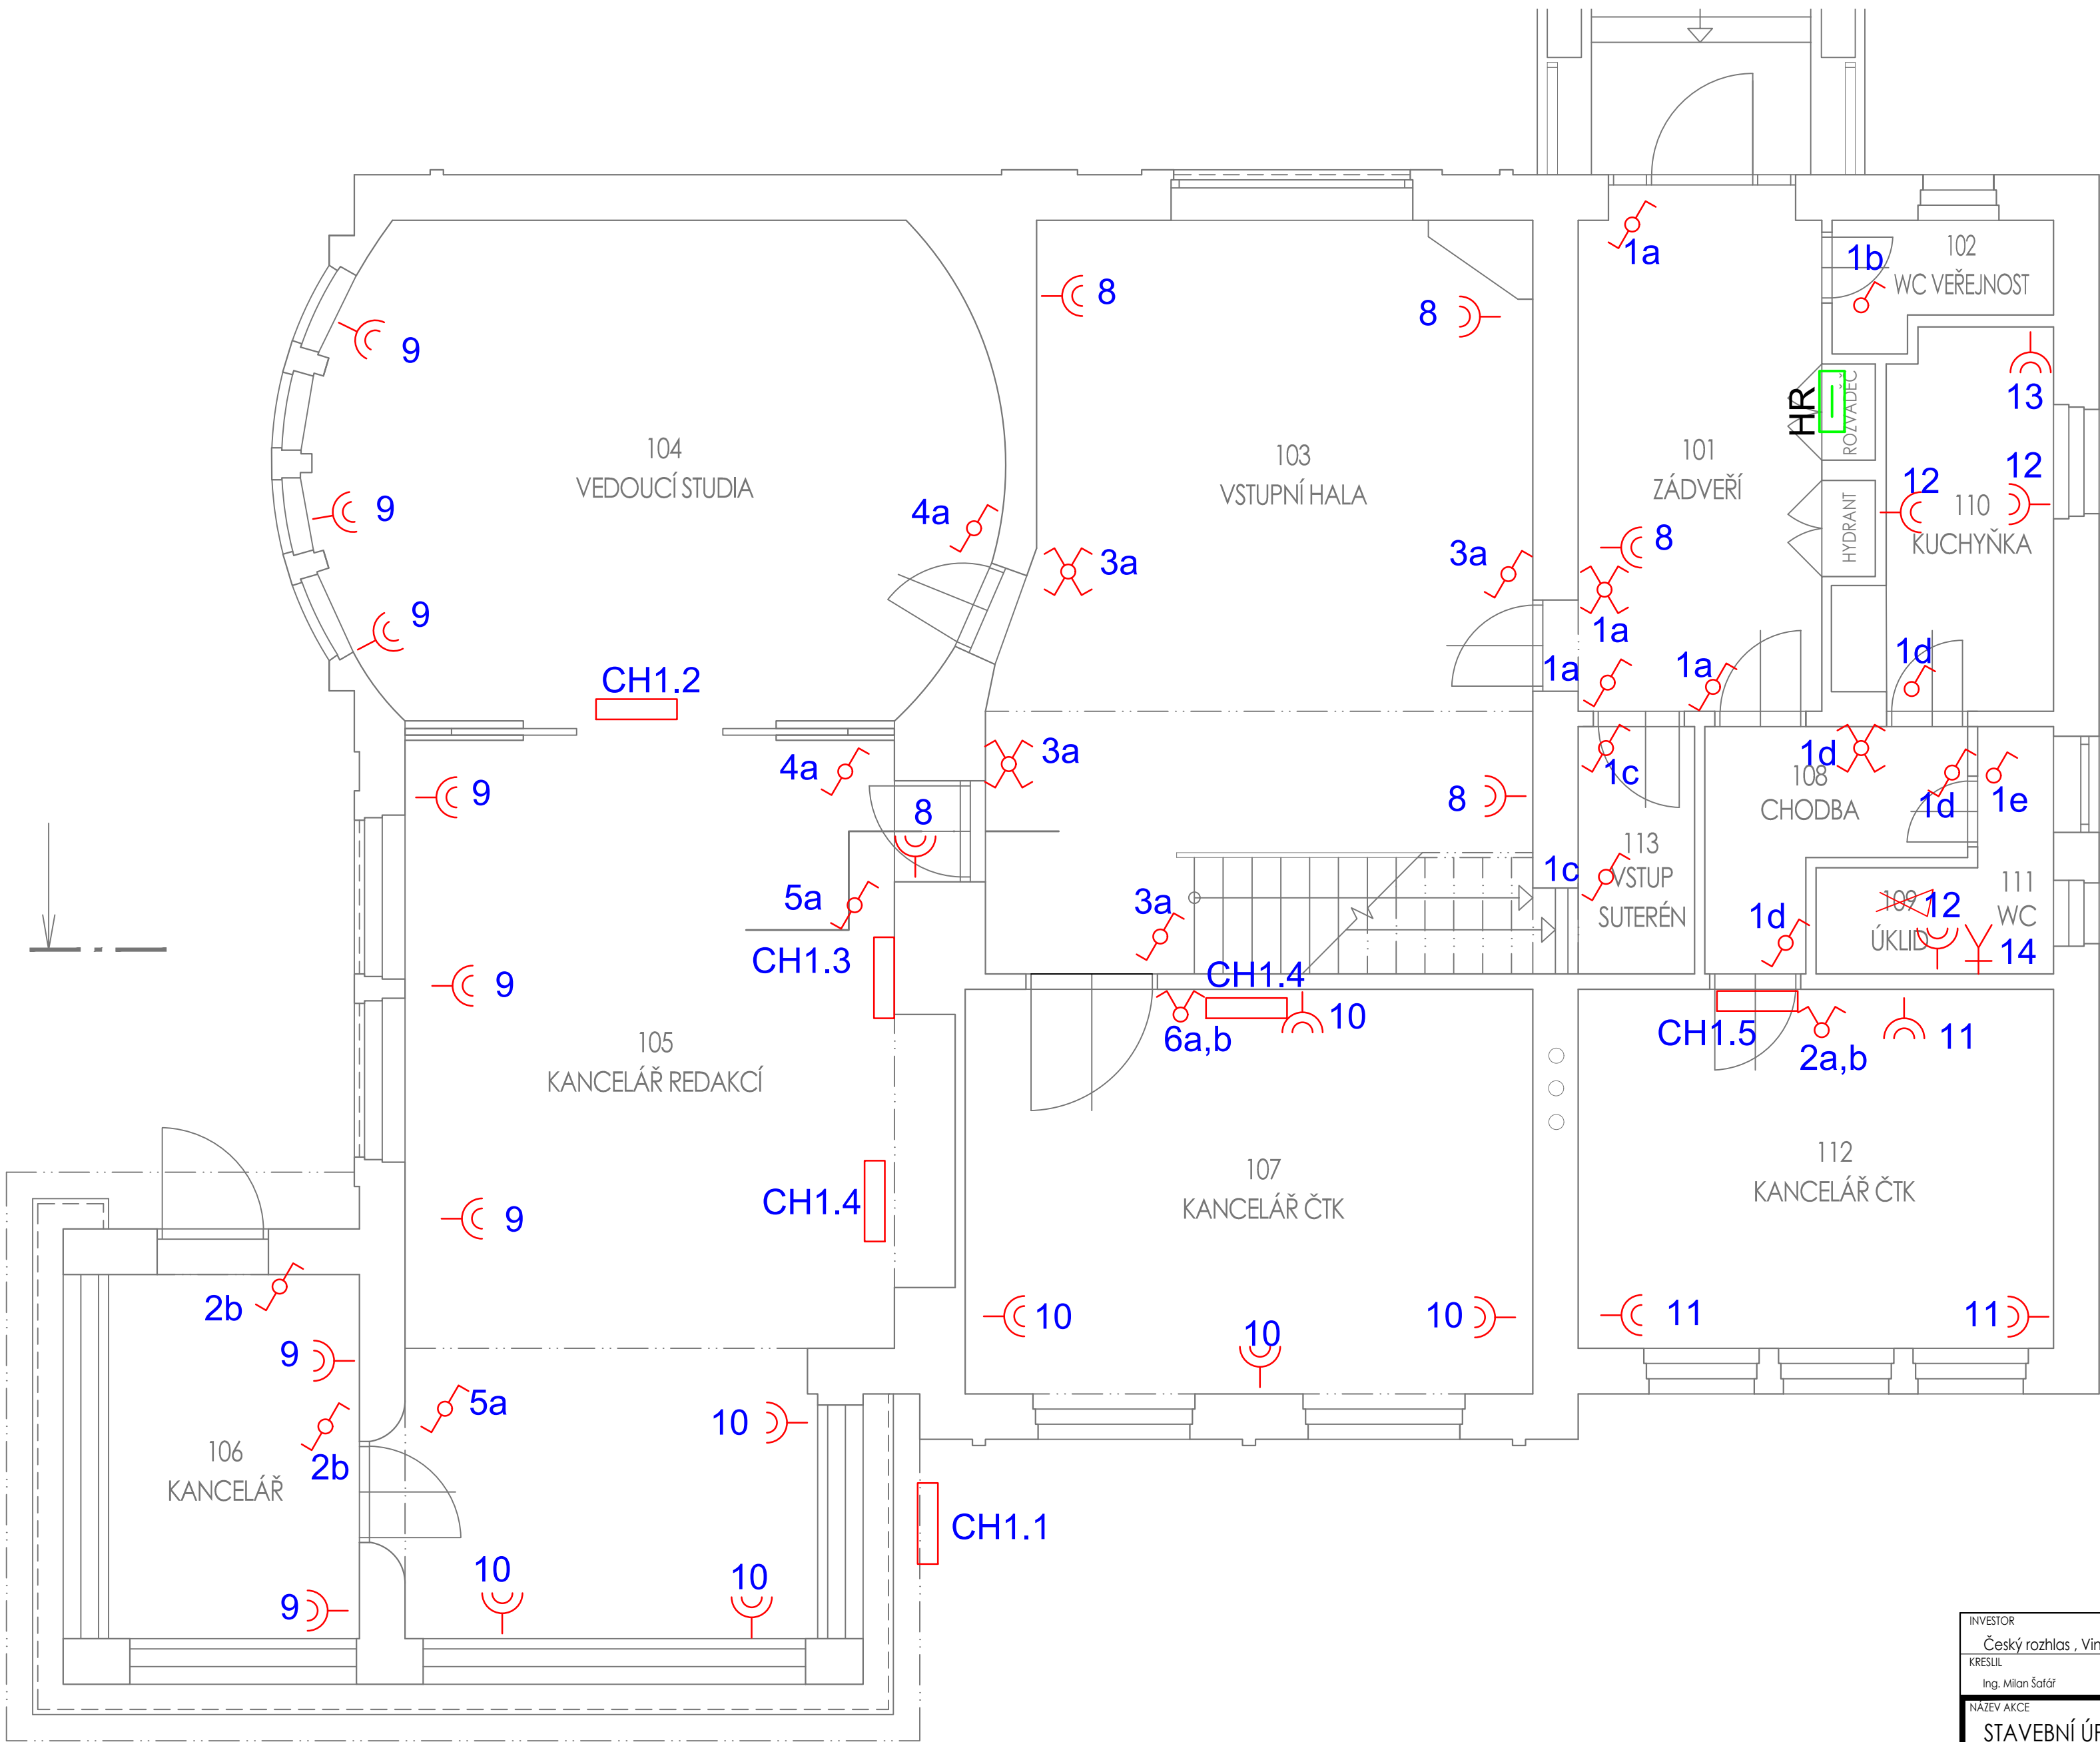 1a
1b
102
WC VEŘEJNOST
8
8
9
13
HR
ROZVADĚČ
104
VEDOUCÍ STUDIA
103
VSTUPNÍ HALA
101
ZÁDVEŘÍ
12
12
110
KUCHYŇKA
HYDRANT
9
4a
3a
3a
8
9
1a
1a
1a
1d
CH1.2
3a
4a
1c
1d
108
CHODBA
1d
1e
9
8
8
113
VSTUP
SUTERÉN
1c
5a
3a
1d
109
ÚKLID
12
111
WC
14
CH1.3
CH1.4
9
10
6a,b
CH1.5
2a,b
11
105
KANCELÁŘ REDAKCÍ
107
KANCELÁŘ ČTK
112
KANCELÁŘ ČTK
CH1.4
9
2b
10
10
10
11
11
9
5a
10
106
KANCELÁŘ
2b
CH1.1
10
10
9
INVESTOR
Český rozhlas , Vin
KRESLIL
Ing. Milan Šafář
NÁZEV AKCE
STAVEBNÍ ÚP